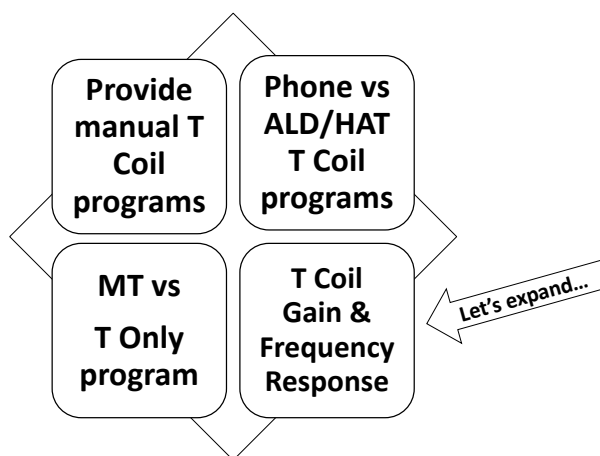 Provide
manual T
Coil
programs
Phone vs
ALD/HAT
T Coil
programs
MT vs
T Only
program
T Coil
Gain &
Frequency
Response
Let's expand...